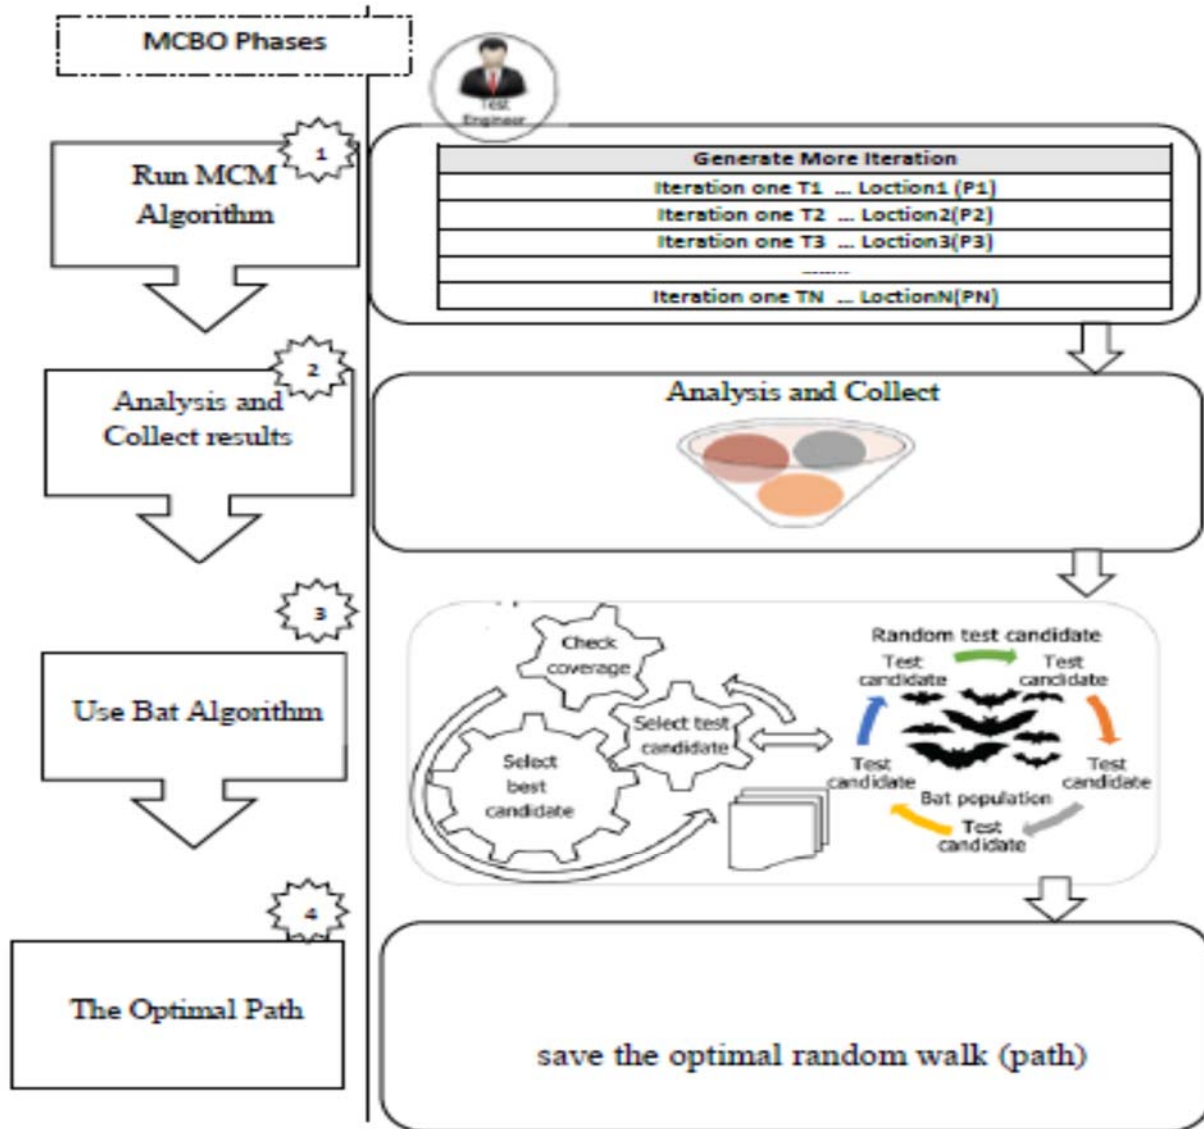 MCBO Phases
Test
Engineer
1
Run MCM
Algorithm
Generate More Iteration
Iteration one T1 ... Loction1 (P1)
Iteration one T2 ... Loction2(P2)
Iteration one T3 ... Loction3(P3)
........
Iteration one TN ... LoctionN(PN)
2
Analysis and
Collect results
Analysis and Collect
3
Use Bat Algorithm
Check
coverage
Select test
candidate
Select
best
candidate
Random test candidate
Test
candidate
Test
candidate
Test
candidate
Test
candidate
Bat population
Test
candidate
4
The Optimal Path
save the optimal random walk (path)